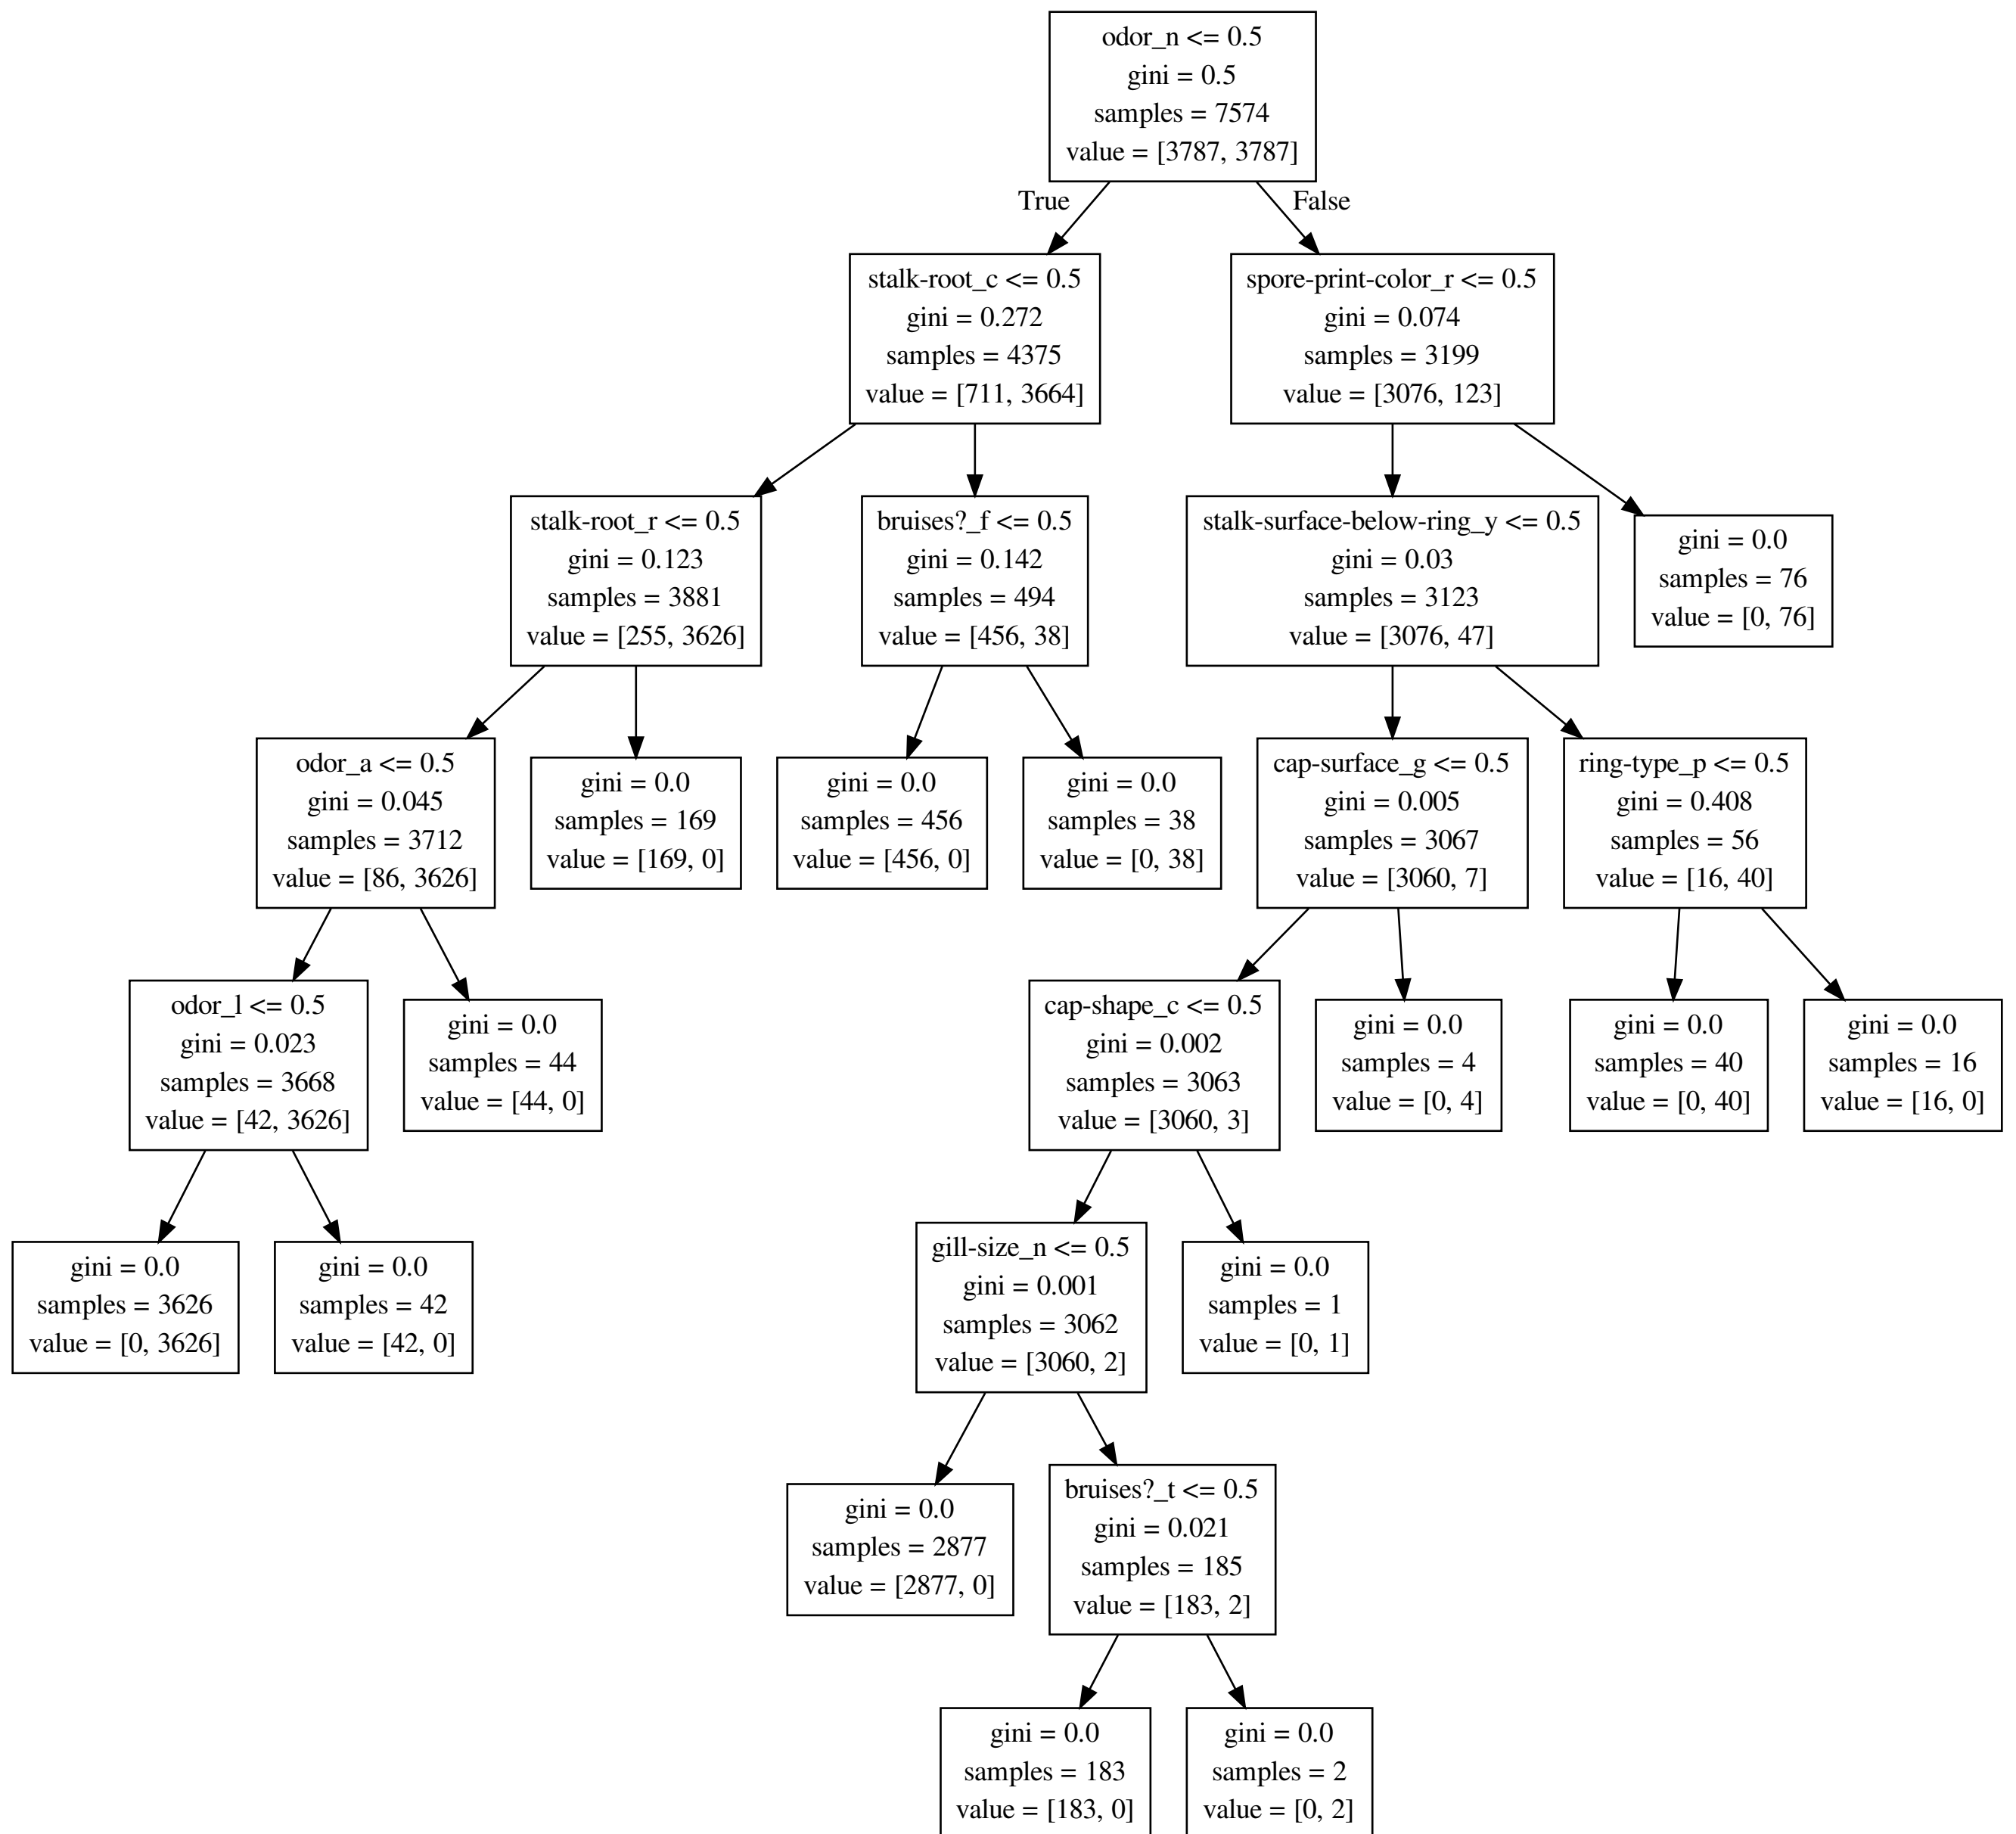 odor_n <= 0.5
gini = 0.5
samples = 7574
value = [3787, 3787]
True
False
stalk-root_c <= 0.5
gini = 0.272
samples = 4375
value = [711, 3664]
spore-print-color_r <= 0.5
gini = 0.074
samples = 3199
value = [3076, 123]
stalk-root_r <= 0.5
gini = 0.123
samples = 3881
value = [255, 3626]
bruises?_f <= 0.5
gini = 0.142
samples = 494
value = [456, 38]
stalk-surface-below-ring_y <= 0.5
gini = 0.03
samples = 3123
value = [3076, 47]
gini = 0.0
samples = 76
value = [0, 76]
odor_a <= 0.5
gini = 0.045
samples = 3712
value = [86, 3626]
gini = 0.0
samples = 169
value = [169, 0]
gini = 0.0
samples = 456
value = [456, 0]
gini = 0.0
samples = 38
value = [0, 38]
cap-surface_g <= 0.5
gini = 0.005
samples = 3067
value = [3060, 7]
ring-type_p <= 0.5
gini = 0.408
samples = 56
value = [16, 40]
odor_l <= 0.5
gini = 0.023
samples = 3668
value = [42, 3626]
gini = 0.0
samples = 44
value = [44, 0]
cap-shape_c <= 0.5
gini = 0.002
samples = 3063
value = [3060, 3]
gini = 0.0
samples = 4
value = [0, 4]
gini = 0.0
samples = 40
value = [0, 40]
gini = 0.0
samples = 16
value = [16, 0]
gini = 0.0
samples = 3626
value = [0, 3626]
gini = 0.0
samples = 42
value = [42, 0]
gill-size_n <= 0.5
gini = 0.001
samples = 3062
value = [3060, 2]
gini = 0.0
samples = 1
value = [0, 1]
gini = 0.0
samples = 2877
value = [2877, 0]
bruises?_t <= 0.5
gini = 0.021
samples = 185
value = [183, 2]
gini = 0.0
samples = 183
value = [183, 0]
gini = 0.0
samples = 2
value = [0, 2]